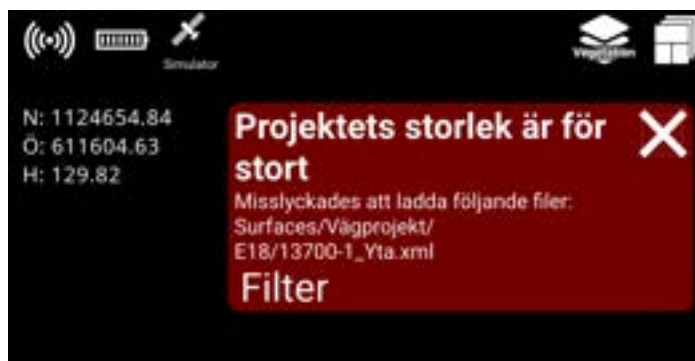 Simulator
Vegetation
N: 1124654.84
Ö: 611604.63
H: 129.82
Projektets storlek är för
stort
Misslyckades att ladda följande filer:
Surfaces/Vägprojekt/
E18/13700-1_Yta.xml
Filter